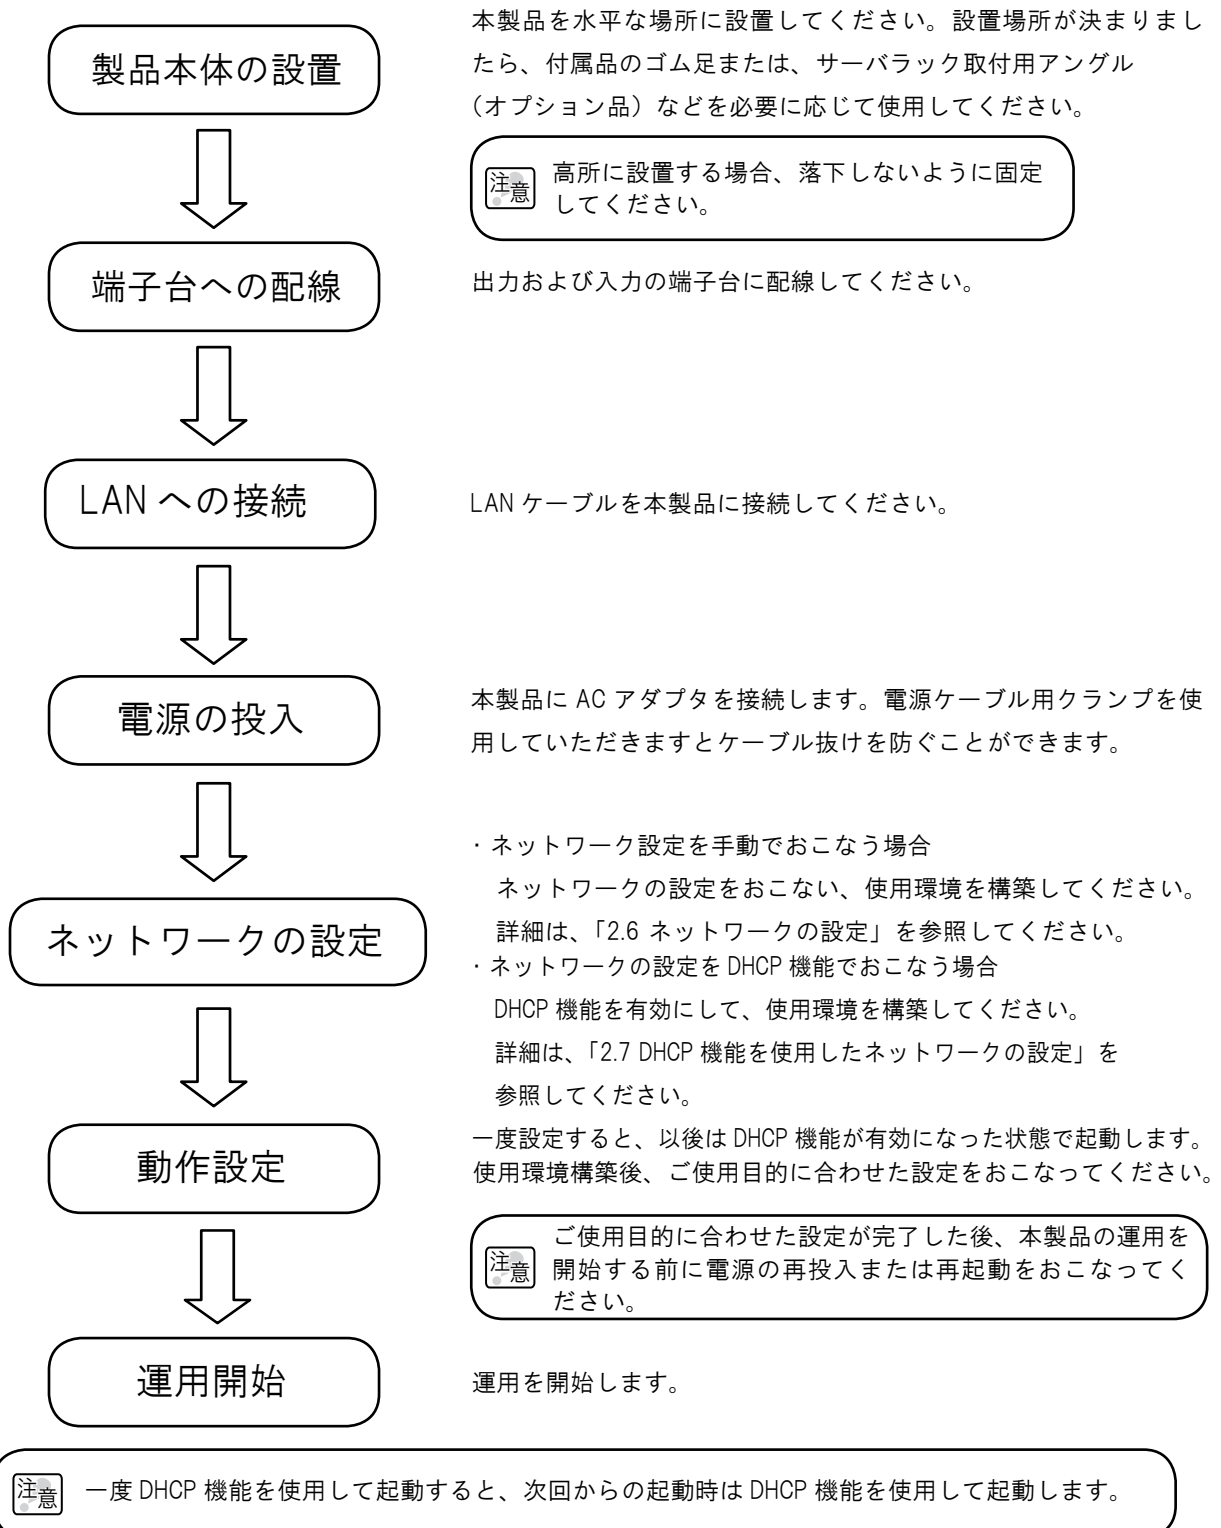 製品本体の設置
本製品を水平な場所に設置してください。設置場所が決まりまし
たら、付属品のゴム足または、サーバラック取付用アングル
(オプション品）などを必要に応じて使用してください。
注意
高所に設置する場合、落下しないように固定
してください。
端子台への配線
出力および入力の端子台に配線してください。
LAN への接続
LAN ケーブルを本製品に接続してください。
電源の投入
本製品に AC アダプタを接続します。電源ケーブル用クランプを使
用していただきますとケーブル抜けを防ぐことができます。
ネットワークの設定
・ネットワーク設定を手動でおこなう場合
ネットワークの設定をおこない、使用環境を構築してください。
詳細は、「2.6 ネットワークの設定」を参照してください。
・ネットワークの設定を DHCP 機能でおこなう場合
DHCP 機能を有効にして、使用環境を構築してください。
詳細は、「2.7 DHCP 機能を使用したネットワークの設定」を
参照してください。
一度設定すると、以後は DHCP 機能が有効になった状態で起動します。
動作設定
使用環境構築後、ご使用目的に合わせた設定をおこなってください。
注意
ご使用目的に合わせた設定が完了した後、本製品の運用を
開始する前に電源の再投入または再起動をおこなってく
ださい。
運用開始
運用を開始します。
注意
一度 DHCP 機能を使用して起動すると、次回からの起動時は DHCP 機能を使用して起動します。